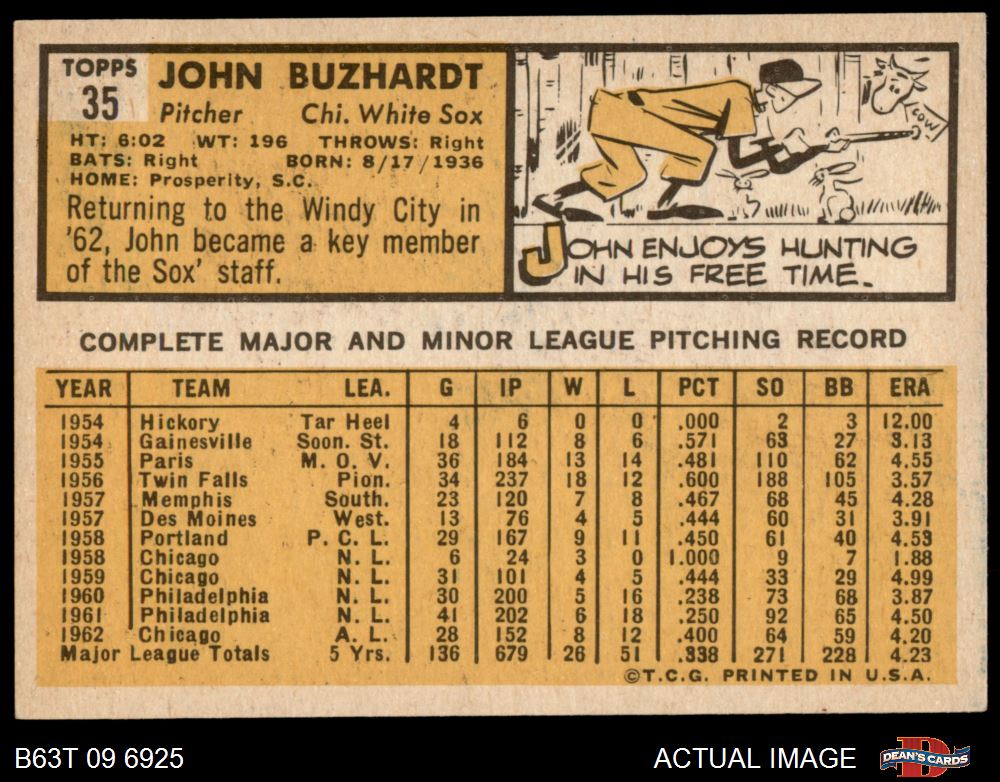 TOPPS
35
JOHN BUZHARDT
Pitcher Chi. White Sox
HT: 6:02 WT: 196 THROWS: Right
BATS: Right BORN: 8/17/1936
HOME: Prosperity, S.C.
Returning to the Windy City in
'62, John became a key member
of the Sox' staff.
COW
JOHN ENJOYS HUNTING
IN HIS FREE TIME.
COMPLETE MAJOR AND MINOR LEAGUE PITCHING RECORD
YEAR TEAM LEA. G IP W L PCT SO BB ERA
1954 Hickory Tar Heel 4 6 0 0 .000 2 3 12.00
1954 Gainesville Soon. St. 18 112 8 6 .571 63 27 3.13
1955 Paris M. O. V. 36 184 13 14 .481 110 62 4.55
1956 Twin Falls Pion. 34 237 18 12 .600 188 105 3.57
1957 Memphis South. 23 120 7 8 .467 68 45 4.28
1957 Des Moines West. 13 76 4 5 .444 60 31 3.91
1958 Portland P. C. L. 29 167 9 11 .450 61 40 4.53
1958 Chicago N. L. 6 24 3 0 1.000 9 7 1.88
1959 Chicago N. L. 31 101 4 5 .444 33 29 4.99
1960 Philadelphia N. L. 30 200 5 16 .238 73 68 3.87
1961 Philadelphia N. L. 41 202 6 18 .250 92 65 4.50
1962 Chicago A. L. 28 152 8 12 .400 64 59 4.20
Major League Totals 5 Yrs. 136 679 26 51 .338 271 228 4.23
©T.C.G. PRINTED IN U.S.A.
B63T 09 6925 ACTUAL IMAGE DEAN'S CARDS